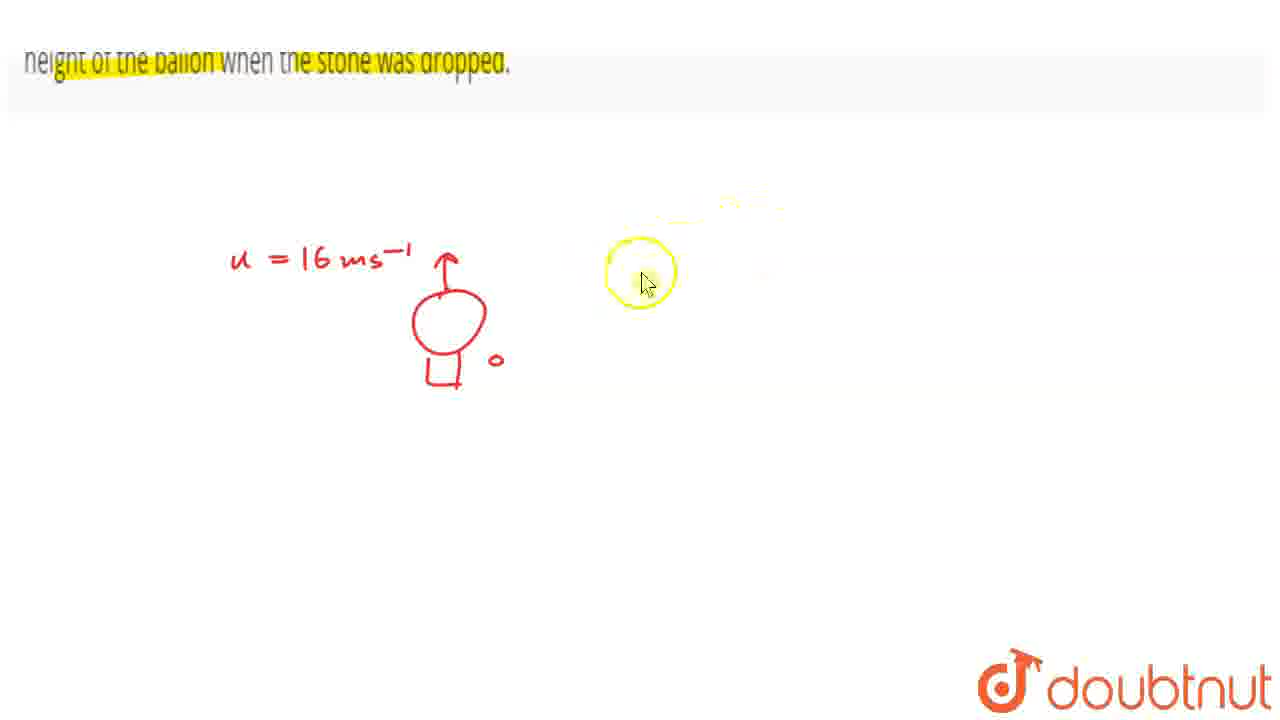 height of the ballon when the stone was dropped.
u = 16 ms⁻¹
doubtnut